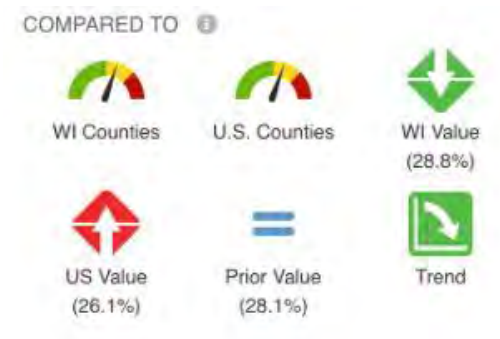 COMPARED TO
WI Counties
U.S. Counties
WI Value
(28.8%)
US Value
(26.1%)
Prior Value
(28.1%)
Trend